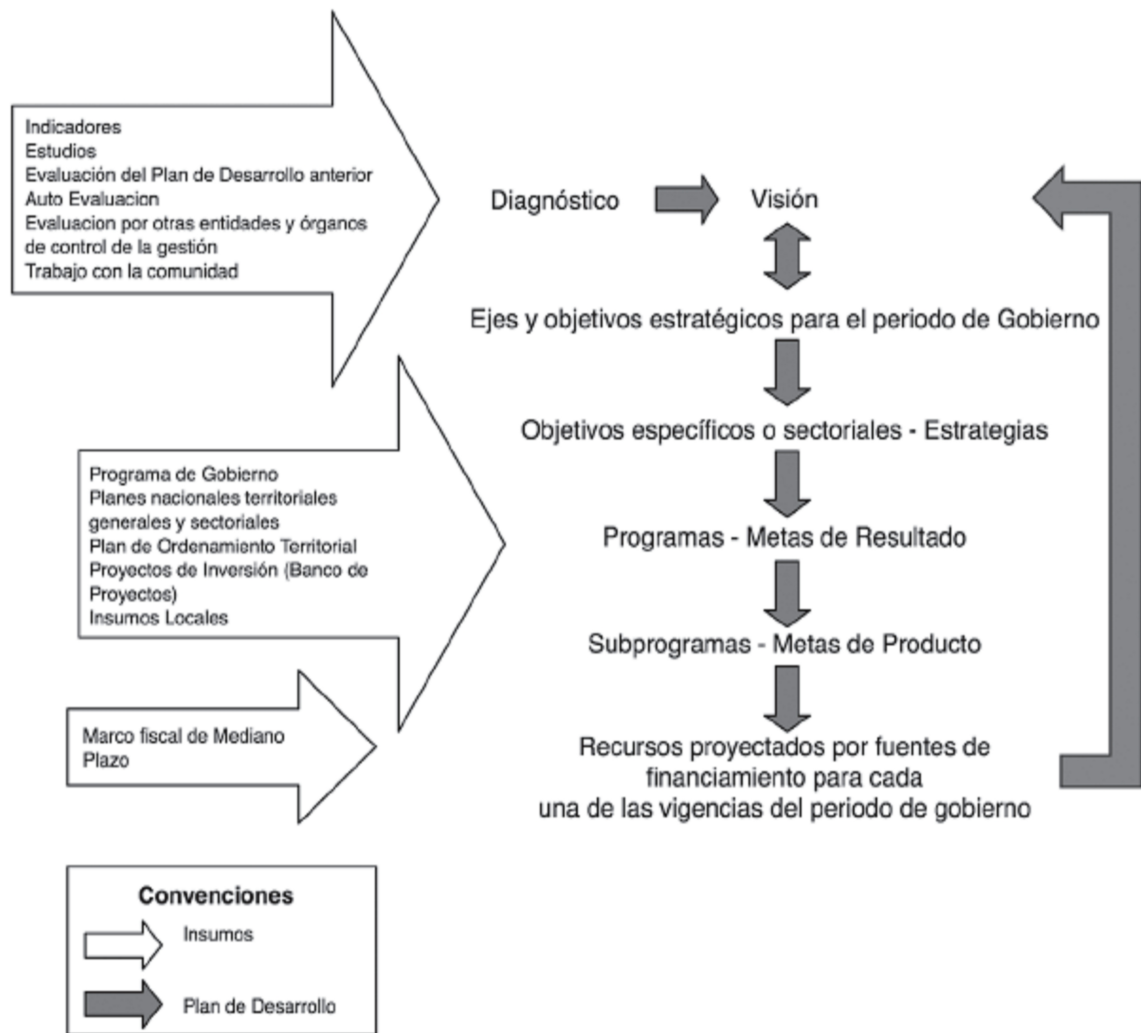 Indicadores
Estudios
Evaluación del Plan de Desarrollo anterior
Auto Evaluacion
Evaluacion por otras entidades y órganos
de control de la gestión
Trabajo con la comunidad
Diagnóstico
Visión
Ejes y objetivos estratégicos para el periodo de Gobierno
Objetivos específicos o sectoriales - Estrategias
Programa de Gobierno
Planes nacionales territoriales
generales y sectoriales
Plan de Ordenamiento Territorial
Proyectos de Inversión (Banco de
Proyectos)
Insumos Locales
Programas - Metas de Resultado
Subprogramas - Metas de Producto
Marco fiscal de Mediano
Plazo
Recursos proyectados por fuentes de
financiamiento para cada
una de las vigencias del periodo de gobierno
Convenciones
Insumos
Plan de Desarrollo